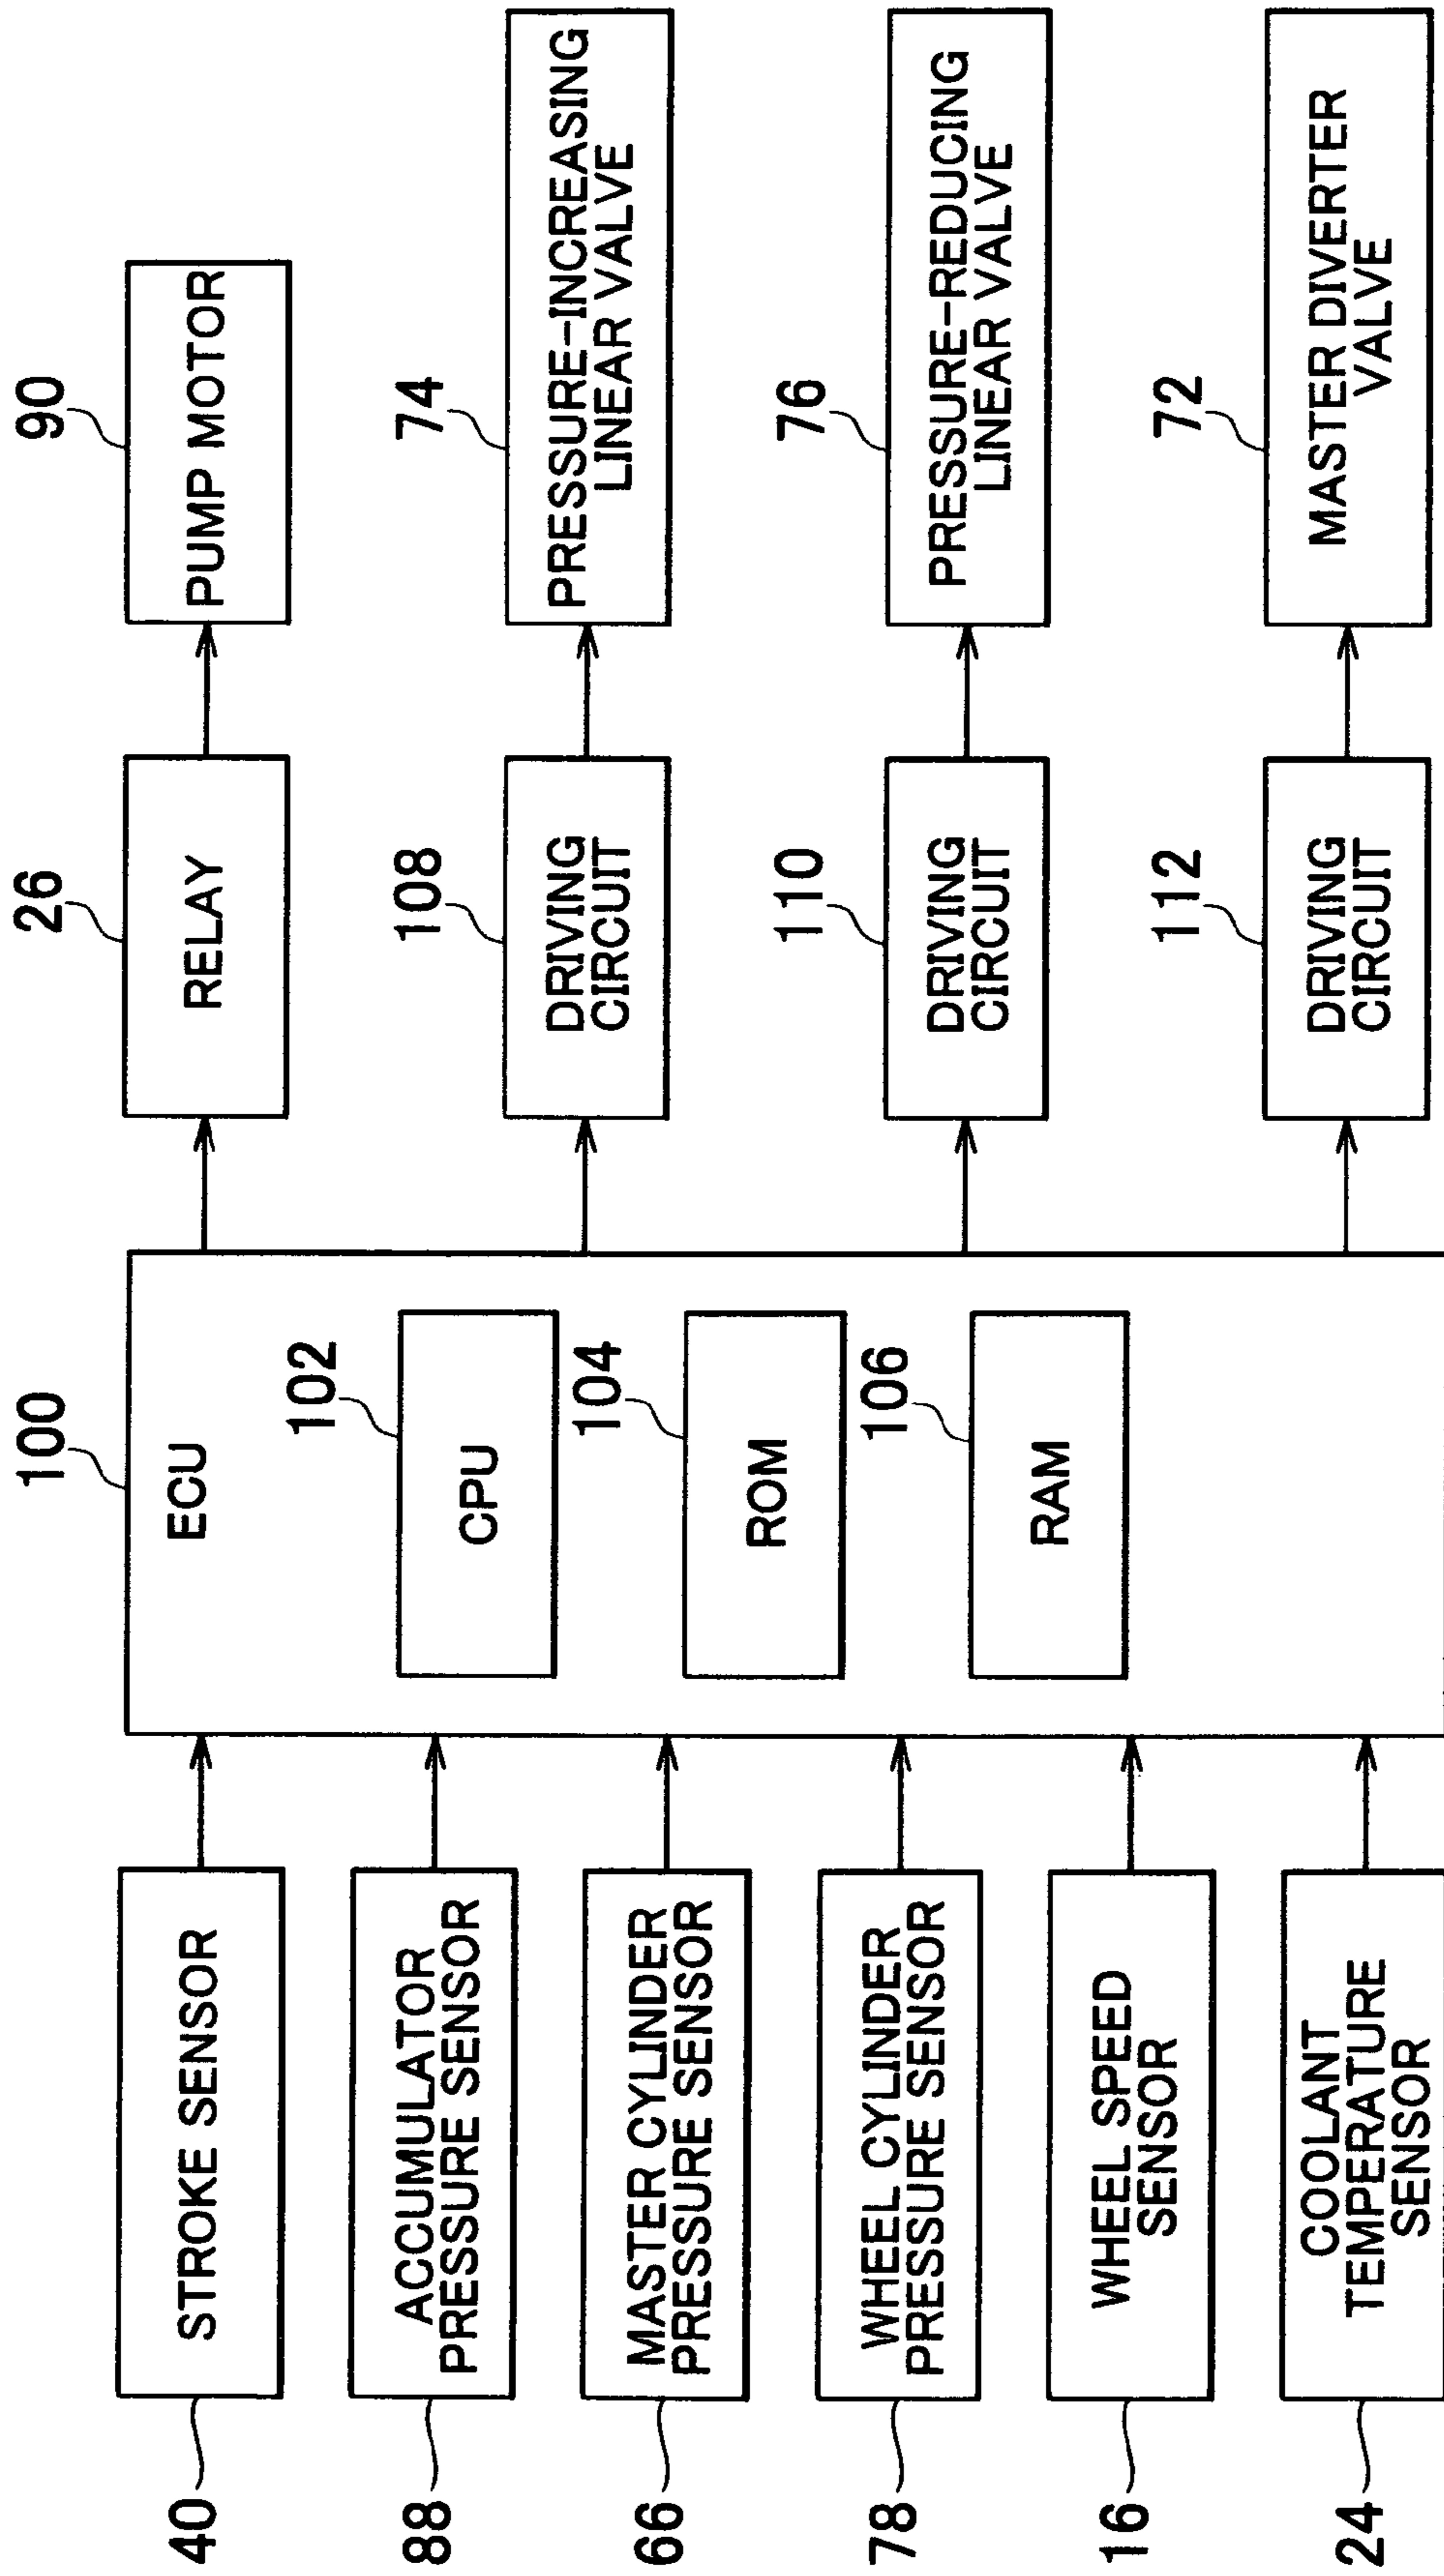 40
STROKE SENSOR
88
ACCUMULATOR
PRESSURE SENSOR
66
MASTER CYLINDER
PRESSURE SENSOR
78
WHEEL CYLINDER
PRESSURE SENSOR
16
WHEEL SPEED
SENSOR
24
COOLANT
TEMPERATURE
SENSOR
100
ECU
102
CPU
104
ROM
106
RAM
26
RELAY
108
DRIVING
CIRCUIT
110
DRIVING
CIRCUIT
112
DRIVING
CIRCUIT
90
PUMP MOTOR
74
PRESSURE-INCREASING
LINEAR VALVE
76
PRESSURE-REDUCING
LINEAR VALVE
72
MASTER DIVERTER
VALVE